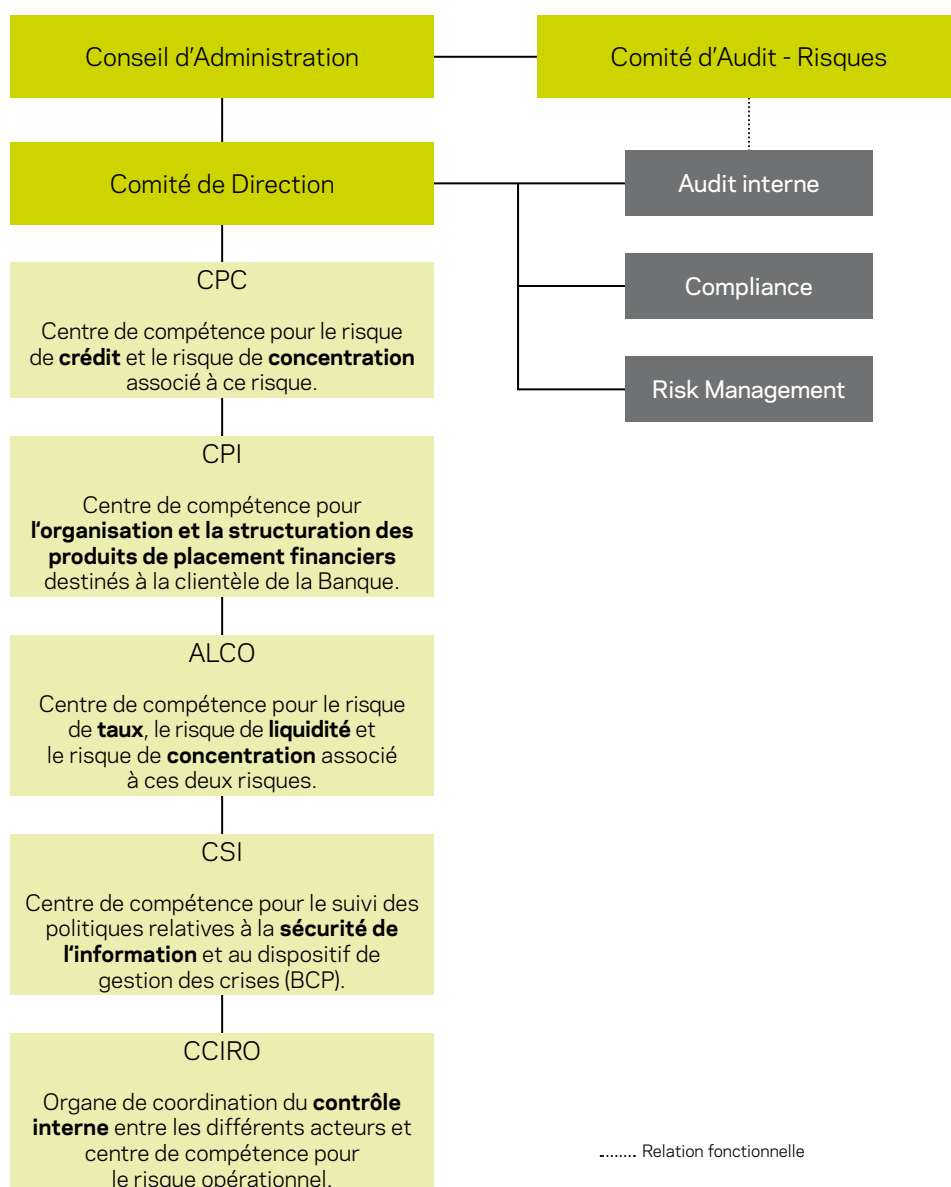 Conseil d'Administration
Comité d'Audit - Risques
Comité de Direction
Audit interne
Compliance
Risk Management
CPC
Centre de compétence pour le risque
de crédit et le risque de concentration
associé à ce risque.
CPI
Centre de compétence pour
l'organisation et la structuration des
produits de placement financiers
destinés à la clientèle de la Banque.
ALCO
Centre de compétence pour le risque
de taux, le risque de liquidité et
le risque de concentration associé
à ces deux risques.
CSI
Centre de compétence pour le suivi des
politiques relatives à la sécurité de
l'information et au dispositif de
gestion des crises (BCP).
CCIRO
Organe de coordination du contrôle
interne entre les différents acteurs et
centre de compétence pour
le risque opérationnel.
Relation fonctionnelle